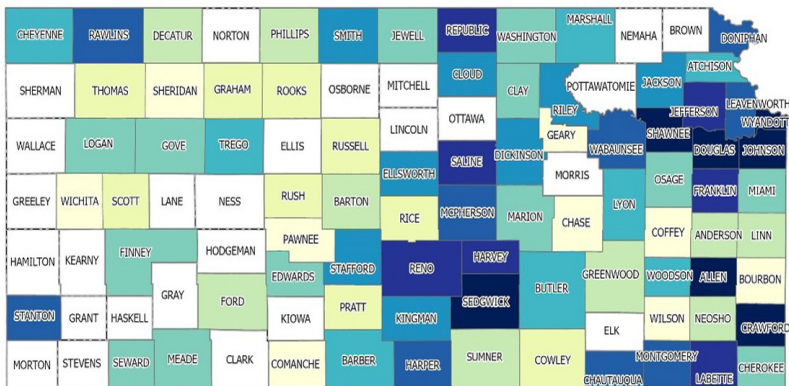 CHEYENNE
RAWLINS
DECATUR
NORTON
PHILLIPS
SMITH
JEWELL
REPUBLIC
WASHINGTON
MARSHALL
NEMAHA
BROWN
DONIPHAN
SHERMAN
THOMAS
SHERIDAN
GRAHAM
ROOKS
OSBORNE
MITCHELL
CLOUD
CLAY
RILEY
POTTAWATOMIE
JACKSON
ATCHISON
JEFFERSON
LEAVENWORTH
WYANDOTT
WALLACE
LOGAN
GOVE
TREGO
ELLIS
RUSSELL
LINCOLN
OTTAWA
SALINE
DICKINSON
GEARY
WABAUNSEE
SHAWNEE
DOUGLAS
JOHNSON
GREELEY
WICHITA
SCOTT
LANE
NESS
RUSH
BARTON
ELLSWORTH
RICE
MCPHERSON
MARION
MORRIS
CHASE
LYON
OSAGE
FRANKLIN
MIAMI
HAMILTON
KEARNY
FINNEY
HODGEMAN
PAWNEE
EDWARDS
STAFFORD
RENO
HARVEY
BUTLER
GREENWOOD
COFFEY
ANDERSON
LINN
STANTON
GRANT
HASKELL
GRAY
FORD
KIOWA
PRATT
KINGMAN
SEDGWICK
ELK
WOODSON
ALLEN
BOURBON
WILSON
NEOSHO
CRAWFORD
MORTON
STEVENS
SEWARD
MEADE
CLARK
COMANCHE
BARBER
HARPER
SUMNER
COWLEY
CHAUTAUQUA
MONTGOMERY
LABETTE
CHEROKEE